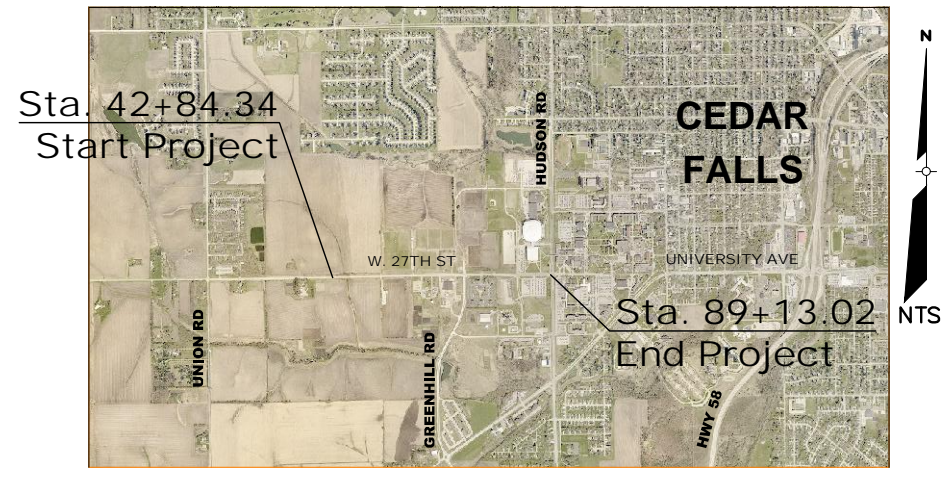 N
Sta. 42+84.34
Start Project
HUDSON RD
CEDAR
FALLS
W. 27TH ST
UNIVERSITY AVE
Sta. 89+13.02
End Project
NTS
UNION RD
GREENHILL RD
HWY 58